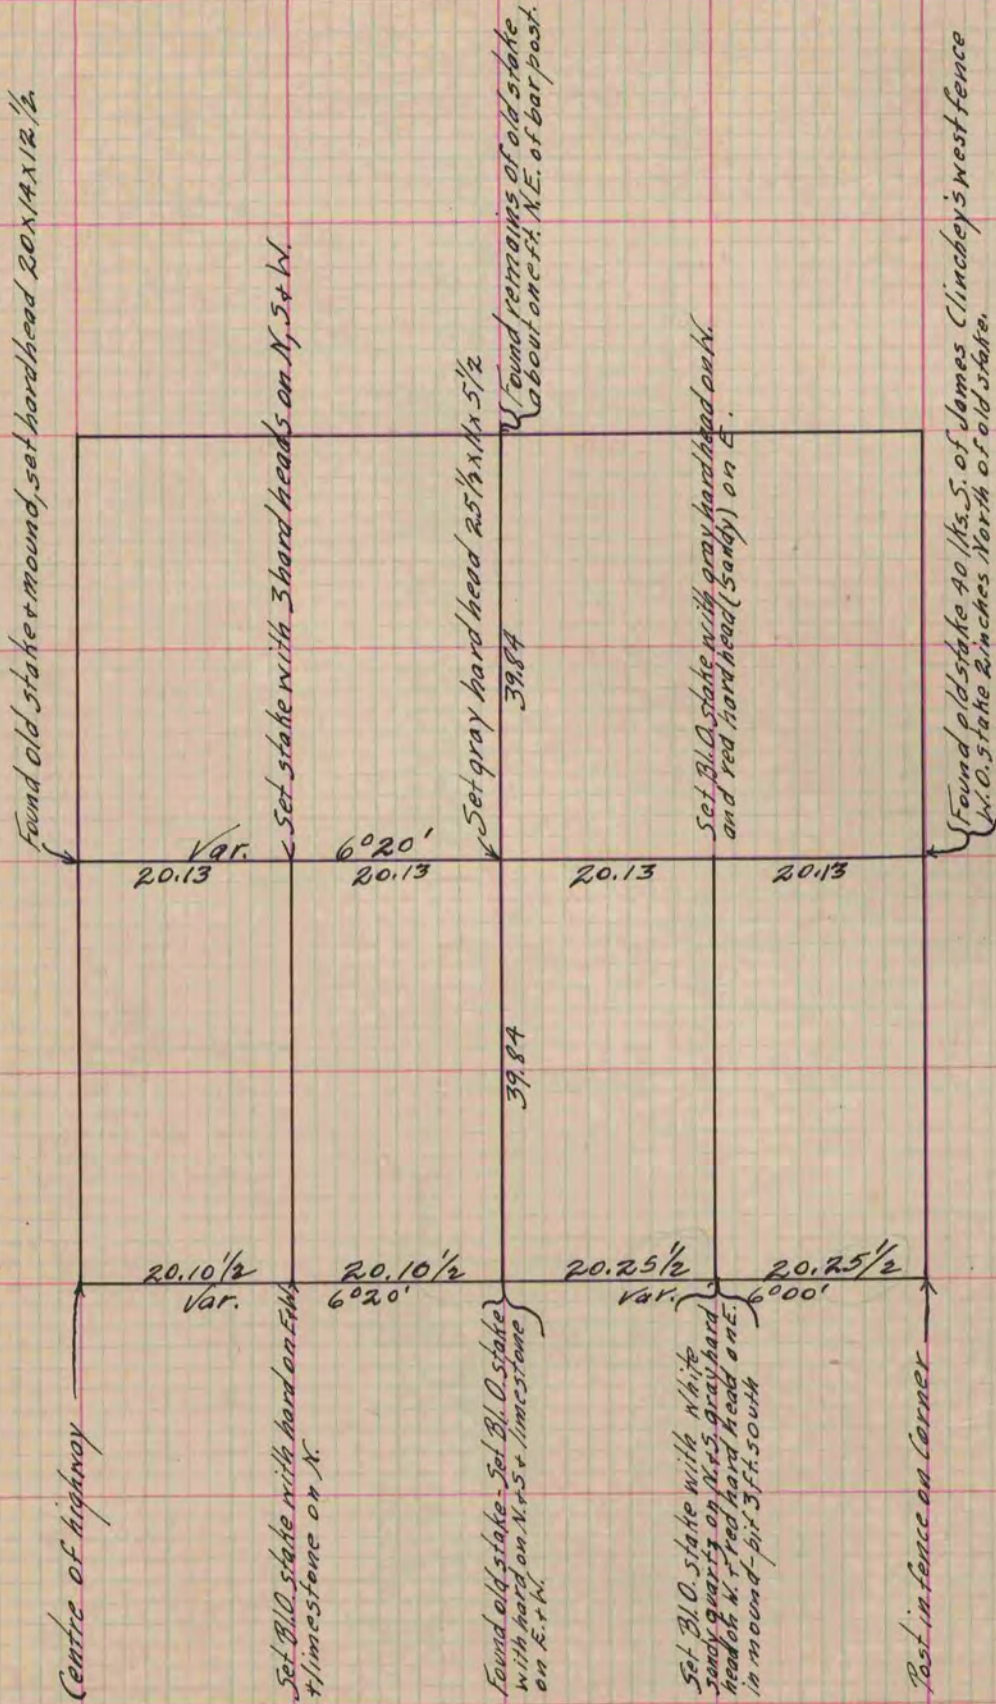 Found old stake + mound, set hardhead 20x14x12 1/2
Set stake with 3 hard heads on N, S + W.
Found remains of old stake
about one ft. N.E. of bar post.
Set gray hard head 25 1/2 x 11 x 5 1/2
39.84
Set Bl. O. stake with gray hard head on W.
and red hard head (sandy) on E.
Found old stake 40 lks. S. of James Clinchey's west fence
W.O. stake 2 inches North of old stake.
Var. 6°20'
20.13 20.13 20.13 20.13
39.84
20.10 1/2 20.10 1/2 20.25 1/2 20.25 1/2
Var. 6°20' Var. 6°00'
Centre of highway
Set Bl. O. stake with hard on E+W
+ limestone on N.
Found old stake - Set Bl. O. stake
with hard on N.+S + limestone
on E.+W.
Set Bl. O. stake with White
sandy quartz on N.+S. gray hard
head on W. + red hard head on E.
in mound - pit 3 ft. south
Post in fence on Corner